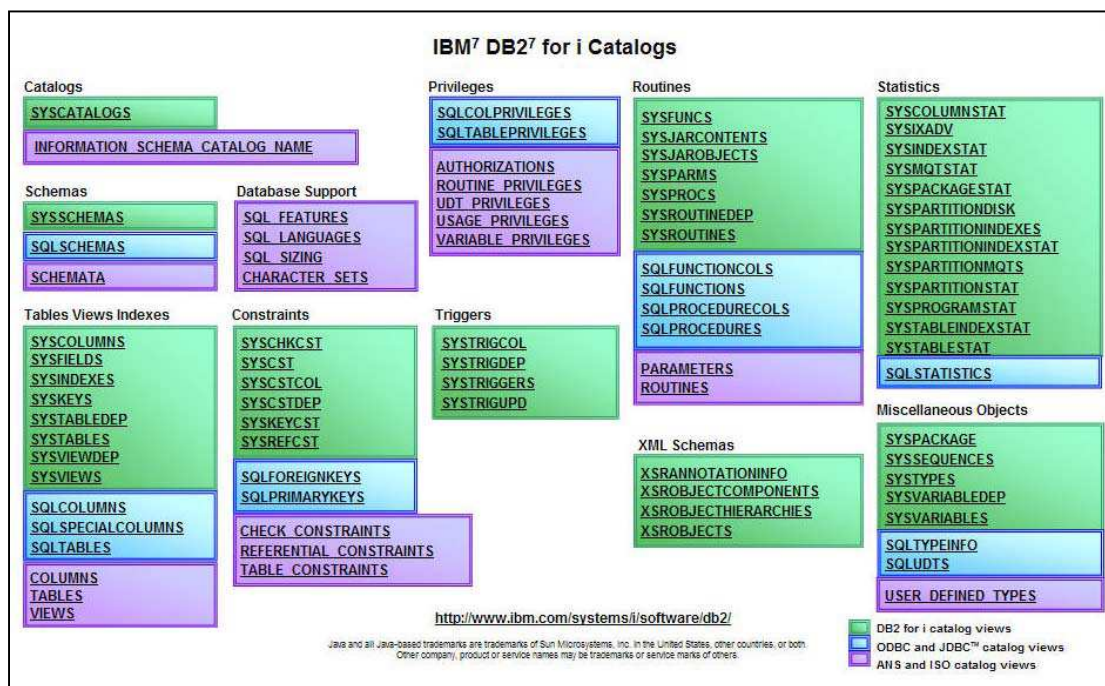 IBM⁷ DB2⁷ for i Catalogs
Catalogs
SYSCATALOGS
INFORMATION_SCHEMA_CATALOG_NAME
Schemas
SYSSCHEMAS
SQLSCHEMAS
SCHEMATA
Database Support
SQL_FEATURES
SQL_LANGUAGES
SQL_SIZING
CHARACTER_SETS
Privileges
SQLCOLPRIVILEGES
SQLTABLEPRIVILEGES
AUTHORIZATIONS
ROUTINE_PRIVILEGES
UDT_PRIVILEGES
USAGE_PRIVILEGES
VARIABLE_PRIVILEGES
Routines
SYSFUNCS
SYSJARCONTENTS
SYSJAROBJECTS
SYSPARMS
SYSPROCS
SYSROUTINEDEP
SYSROUTINES
SQLFUNCTIONCOLS
SQLFUNCTIONS
SQLPROCEDURECOLS
SQLPROCEDURES
PARAMETERS
ROUTINES
Statistics
SYSCOLUMNSTAT
SYSIXADV
SYSINDEXSTAT
SYSMQTSTAT
SYSPACKAGESTAT
SYSPARTITIONDISK
SYSPARTITIONINDEXES
SYSPARTITIONINDEXSTAT
SYSPARTITIONMQTS
SYSPARTITIONSTAT
SYSPROGRAMSTAT
SYSTABLEINDEXSTAT
SYSTABLESTAT
SQLSTATISTICS
Tables Views Indexes
SYSCOLUMNS
SYSFIELDS
SYSINDEXES
SYSKEYS
SYSTABLEDEP
SYSTABLES
SYSVIEWDEP
SYSVIEWS
SQLCOLUMNS
SQLSPECIALCOLUMNS
SQLTABLES
COLUMNS
TABLES
VIEWS
Constraints
SYSCHKCST
SYSCST
SYSCSTCOL
SYSCSTDEP
SYSKEYCST
SYSREFCST
SQLFOREIGNKEYS
SQLPRIMARYKEYS
CHECK_CONSTRAINTS
REFERENTIAL_CONSTRAINTS
TABLE_CONSTRAINTS
Triggers
SYSTRIGCOL
SYSTRIGDEP
SYSTRIGGERS
SYSTRIGUPD
XML Schemas
XSRANNOTATIONINFO
XSROBJECTCOMPONENTS
XSROBJECTHIERARCHIES
XSROBJECTS
Miscellaneous Objects
SYSPACKAGE
SYSSEQUENCES
SYSTYPES
SYSVARIABLEDEP
SYSVARIABLES
SQLTYPEINFO
SQLUDTS
USER_DEFINED_TYPES
http://www.ibm.com/systems/i/software/db2/
Java and all Java-based trademarks are trademarks of Sun Microsystems, Inc. in the United States, other countries, or both.
Other company, product or service names may be trademarks or service marks of others.
DB2 for i catalog views
ODBC and JDBC™ catalog views
ANS and ISO catalog views